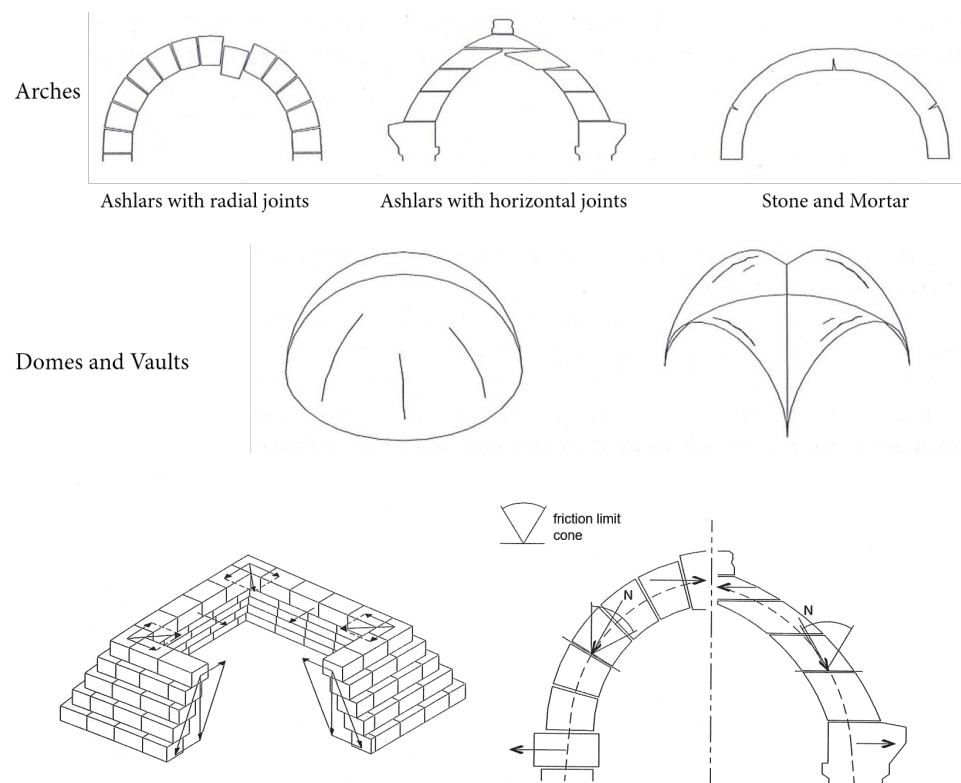 Arches
Ashlars with radial joints
Ashlars with horizontal joints
Stone and Mortar
Domes and Vaults
friction limit
cone
N
N